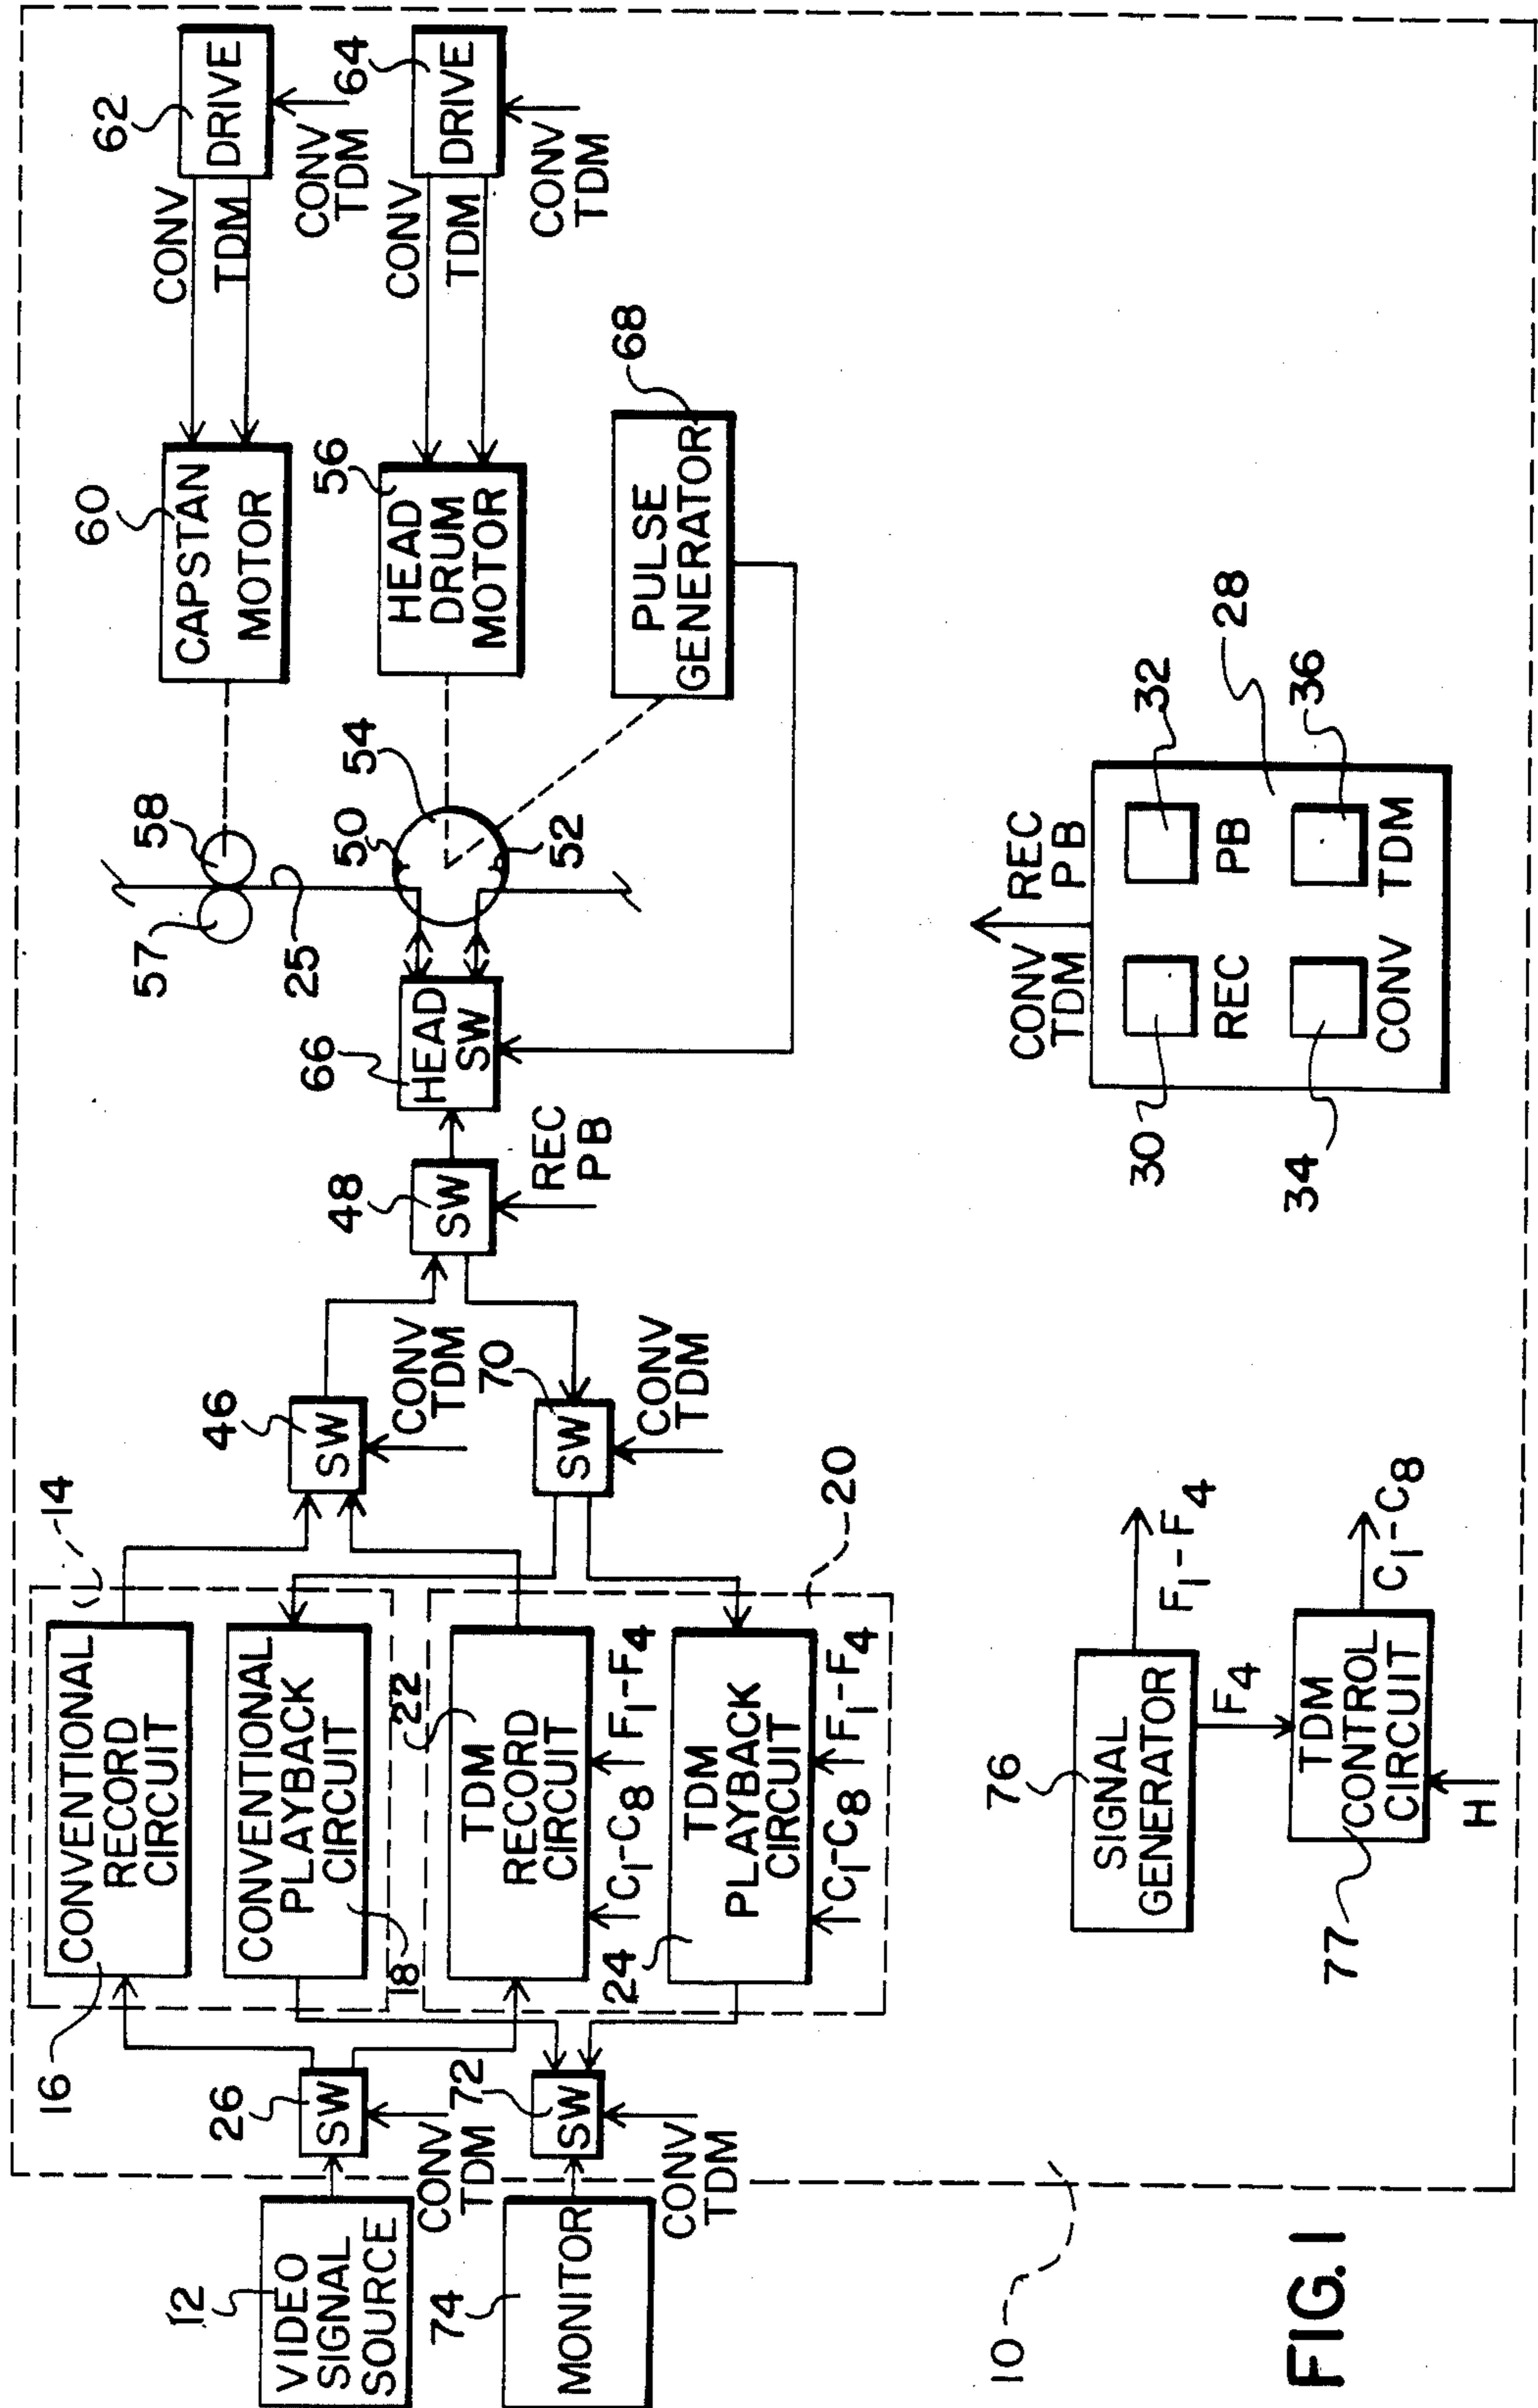 12
VIDEO
SIGNAL
SOURCE
74
MONITOR
26
SW
CONV
TDM
72
SW
CONV
TDM
14
16
CONVENTIONAL
RECORD
CIRCUIT
CONVENTIONAL
PLAYBACK
CIRCUIT
18
22
TDM
RECORD
CIRCUIT
C1-C8
F1-F4
24
TDM
PLAYBACK
CIRCUIT
C1-C8
F1-F4
20
46
SW
CONV
TDM
70
SW
CONV
TDM
48
SW
REC
PB
66
HEAD
SW
57
58
25
50
54
52
60
CAPSTAN
MOTOR
56
HEAD
DRUM
MOTOR
68
PULSE
GENERATOR
CONV
TDM
62
DRIVE
CONV
TDM
CONV
TDM
64
DRIVE
CONV
TDM
76
SIGNAL
GENERATOR
F1-F4
F4
77
TDM
CONTROL
CIRCUIT
C1-C8
H
CONV
TDM
REC
PB
30
REC
32
PB
28
34
CONV
36
TDM
10
FIG. 1